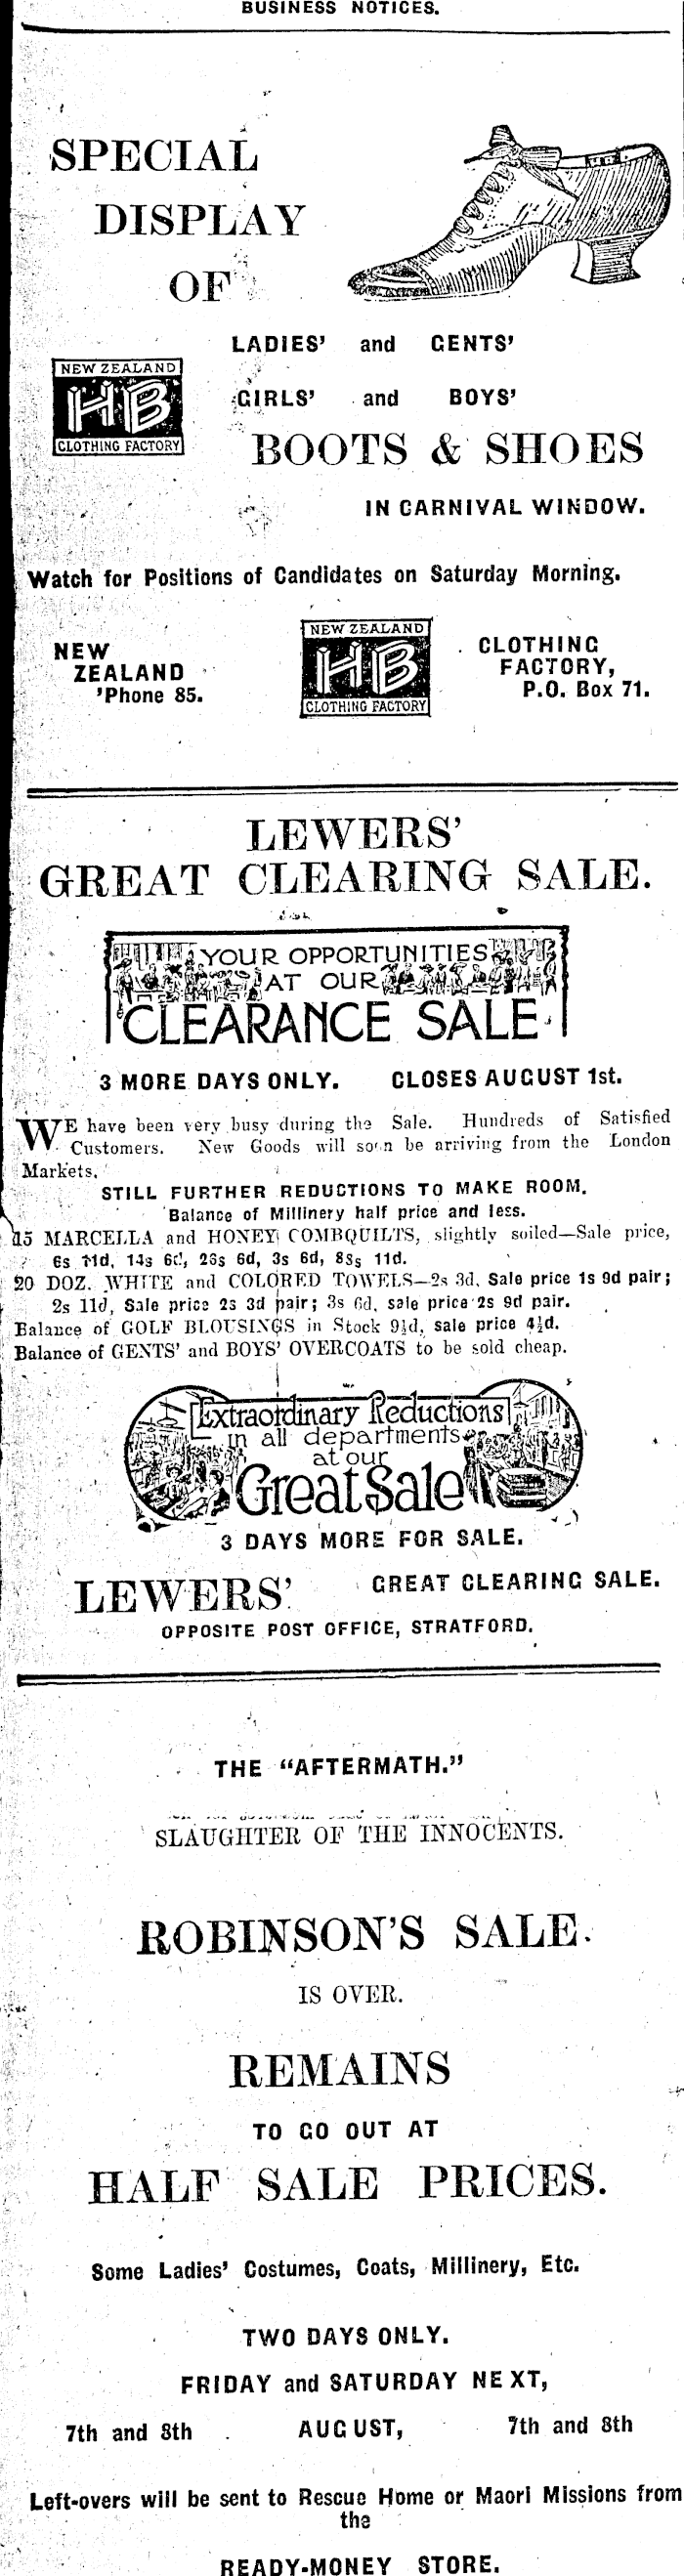 BUSINESS NOTICES.
SPECIAL
DISPLAY
OF
LADIES' and GENTS'
NEW ZEALAND
HB
CLOTHING FACTORY
GIRLS' and BOYS'
BOOTS & SHOES
IN CARNIVAL WINDOW.
Watch for Positions of Candidates on Saturday Morning.
NEW
ZEALAND
'Phone 85.
NEW ZEALAND
HB
CLOTHING FACTORY
CLOTHING
FACTORY,
P.O. Box 71.
LEWERS'
GREAT CLEARING SALE.
YOUR OPPORTUNITIES
AT OUR
CLEARANCE SALE
3 MORE DAYS ONLY. CLOSES AUGUST 1st.
WE have been very busy during the Sale. Hundreds of Satisfied
Customers. New Goods will soon be arriving from the London
Markets.
STILL FURTHER REDUCTIONS TO MAKE ROOM.
Balance of Millinery half price and less.
15 MARCELLA and HONEY COMBQUILTS, slightly soiled—Sale price,
6s 11d, 14s 6d, 26s 6d, 3s 6d, 11d.
20 DOZ. WHITE and COLORED TOWELS—2s 3d, Sale price 1s 9d pair;
2s 11d, Sale price 2s 3d pair; 3s 6d, sale price 2s 9d pair.
Balance of GOLF BLOUSINGS in Stock 9½d, sale price 4½d.
Balance of GENTS' and BOYS' OVERCOATS to be sold cheap.
Extraordinary Reductions
in all departments
at our
Great Sale
3 DAYS MORE FOR SALE.
LEWERS' GREAT CLEARING SALE.
OPPOSITE POST OFFICE, STRATFORD.
THE "AFTERMATH."
SLAUGHTER OF THE INNOCENTS.
ROBINSON'S SALE.
IS OVER.
REMAINS
TO GO OUT AT
HALF SALE PRICES.
Some Ladies' Costumes, Coats, Millinery, Etc.
TWO DAYS ONLY.
FRIDAY and SATURDAY NEXT,
7th and 8th AUGUST, 7th and 8th
Left-overs will be sent to Rescue Home or Maori Missions from
the
READY-MONEY STORE.